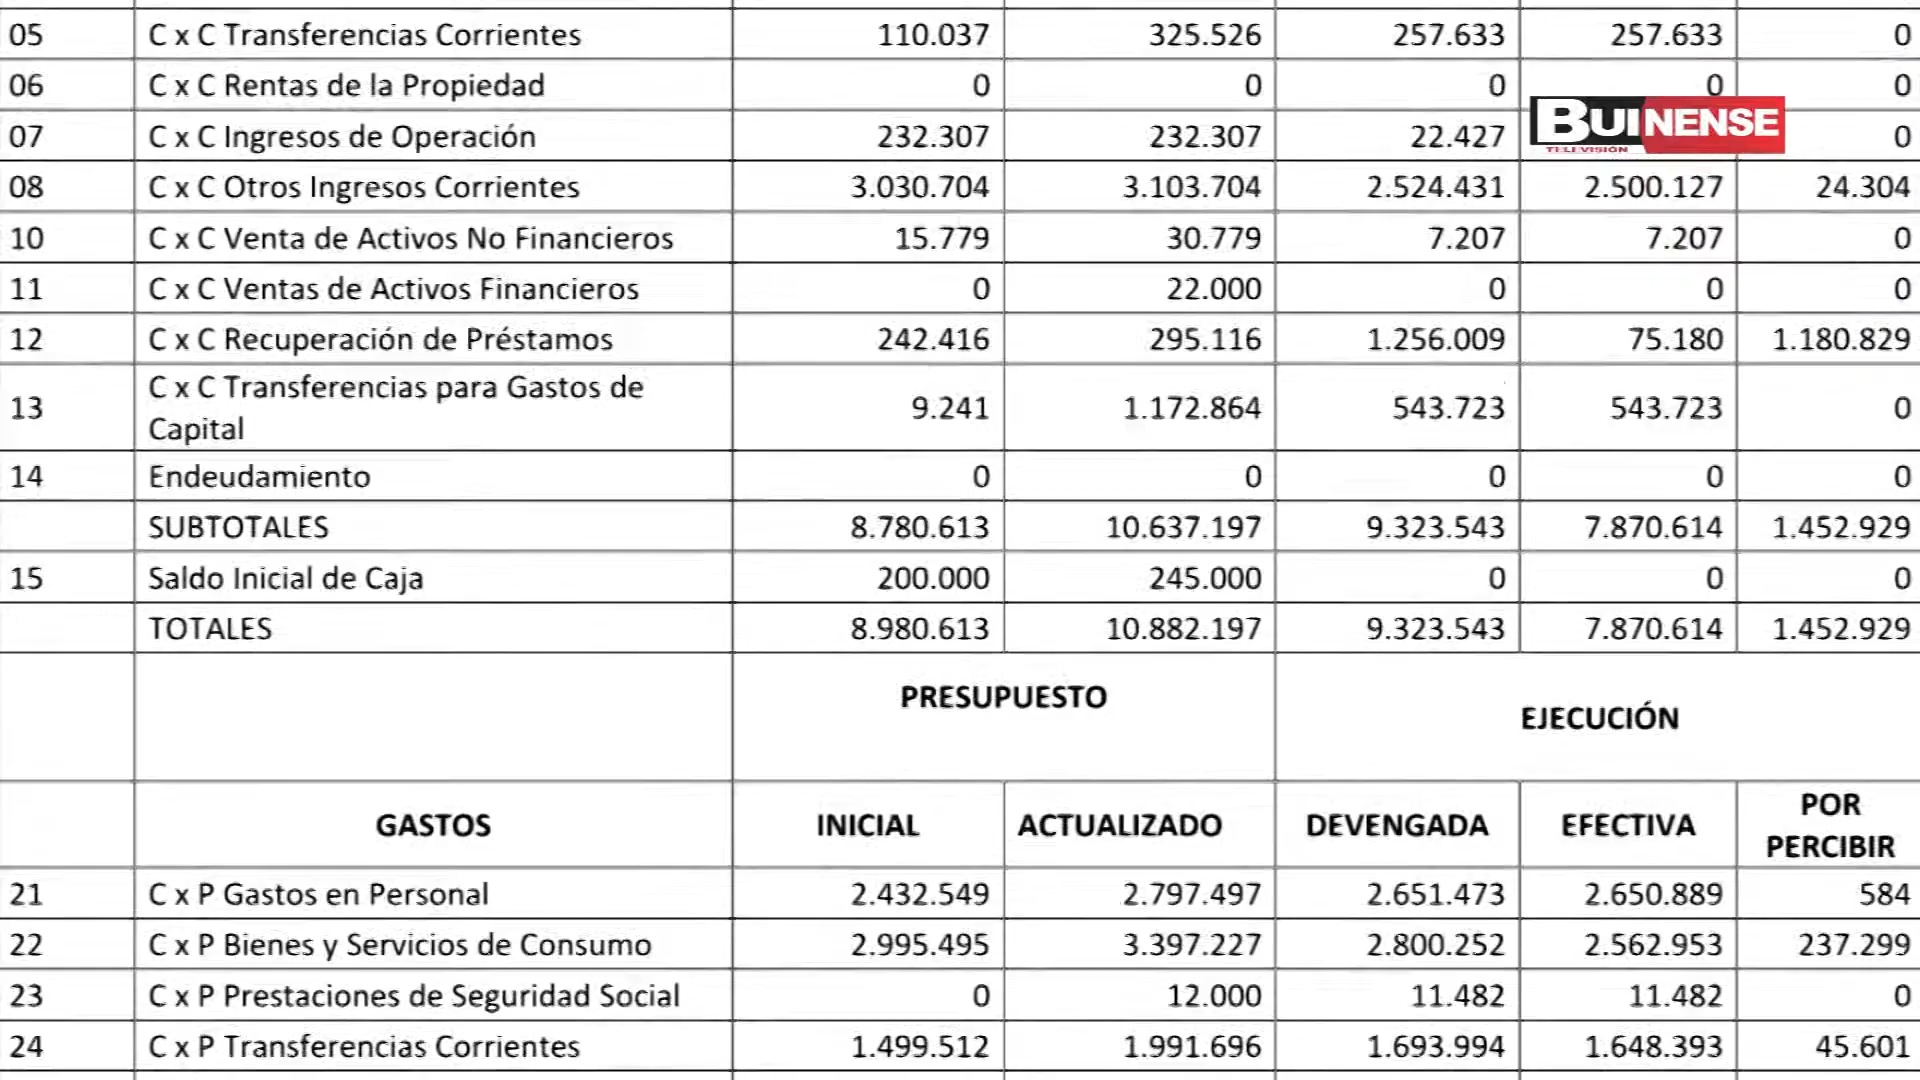 05 C x C Transferencias Corrientes 110.037 325.526 257.633 257.633 0
06 C x C Rentas de la Propiedad 0 0 0 0 0
07 C x C Ingresos de Operación 232.307 232.307 22.427 0
BUINENSE
TELEVISIÓN
08 C x C Otros Ingresos Corrientes 3.030.704 3.103.704 2.524.431 2.500.127 24.304
10 C x C Venta de Activos No Financieros 15.779 30.779 7.207 7.207 0
11 C x C Ventas de Activos Financieros 0 22.000 0 0 0
12 C x C Recuperación de Préstamos 242.416 295.116 1.256.009 75.180 1.180.829
13 C x C Transferencias para Gastos de
Capital 9.241 1.172.864 543.723 543.723 0
14 Endeudamiento 0 0 0 0 0
SUBTOTALES 8.780.613 10.637.197 9.323.543 7.870.614 1.452.929
15 Saldo Inicial de Caja 200.000 245.000 0 0 0
TOTALES 8.980.613 10.882.197 9.323.543 7.870.614 1.452.929
PRESUPUESTO EJECUCIÓN
GASTOS INICIAL ACTUALIZADO DEVENGADA EFECTIVA POR
PERCIBIR
21 C x P Gastos en Personal 2.432.549 2.797.497 2.651.473 2.650.889 584
22 C x P Bienes y Servicios de Consumo 2.995.495 3.397.227 2.800.252 2.562.953 237.299
23 C x P Prestaciones de Seguridad Social 0 12.000 11.482 11.482 0
24 C x P Transferencias Corrientes 1.499.512 1.991.696 1.693.994 1.648.393 45.601